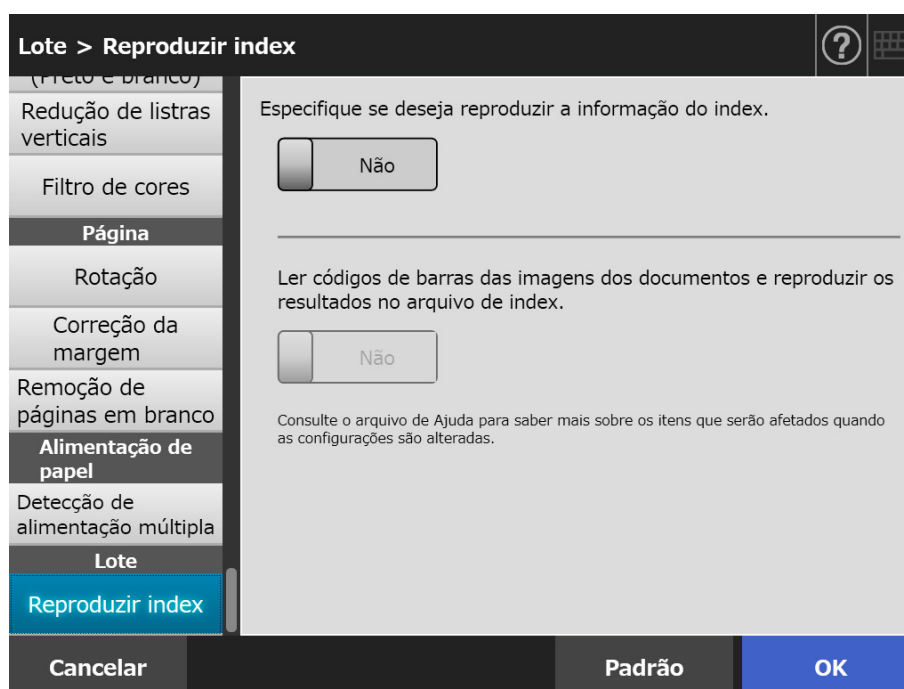 Lote > Reproduzir index
?
(Preto e branco)
Redução de listras
verticais
Filtro de cores
Página
Rotação
Correção da
margem
Remoção de
páginas em branco
Alimentação de
papel
Detecção de
alimentação múltipla
Lote
Reproduzir index
Especifique se deseja reproduzir a informação do index.
Não
Ler códigos de barras das imagens dos documentos e reproduzir os
resultados no arquivo de index.
Não
Consulte o arquivo de Ajuda para saber mais sobre os itens que serão afetados quando
as configurações são alteradas.
Cancelar
Padrão
OK